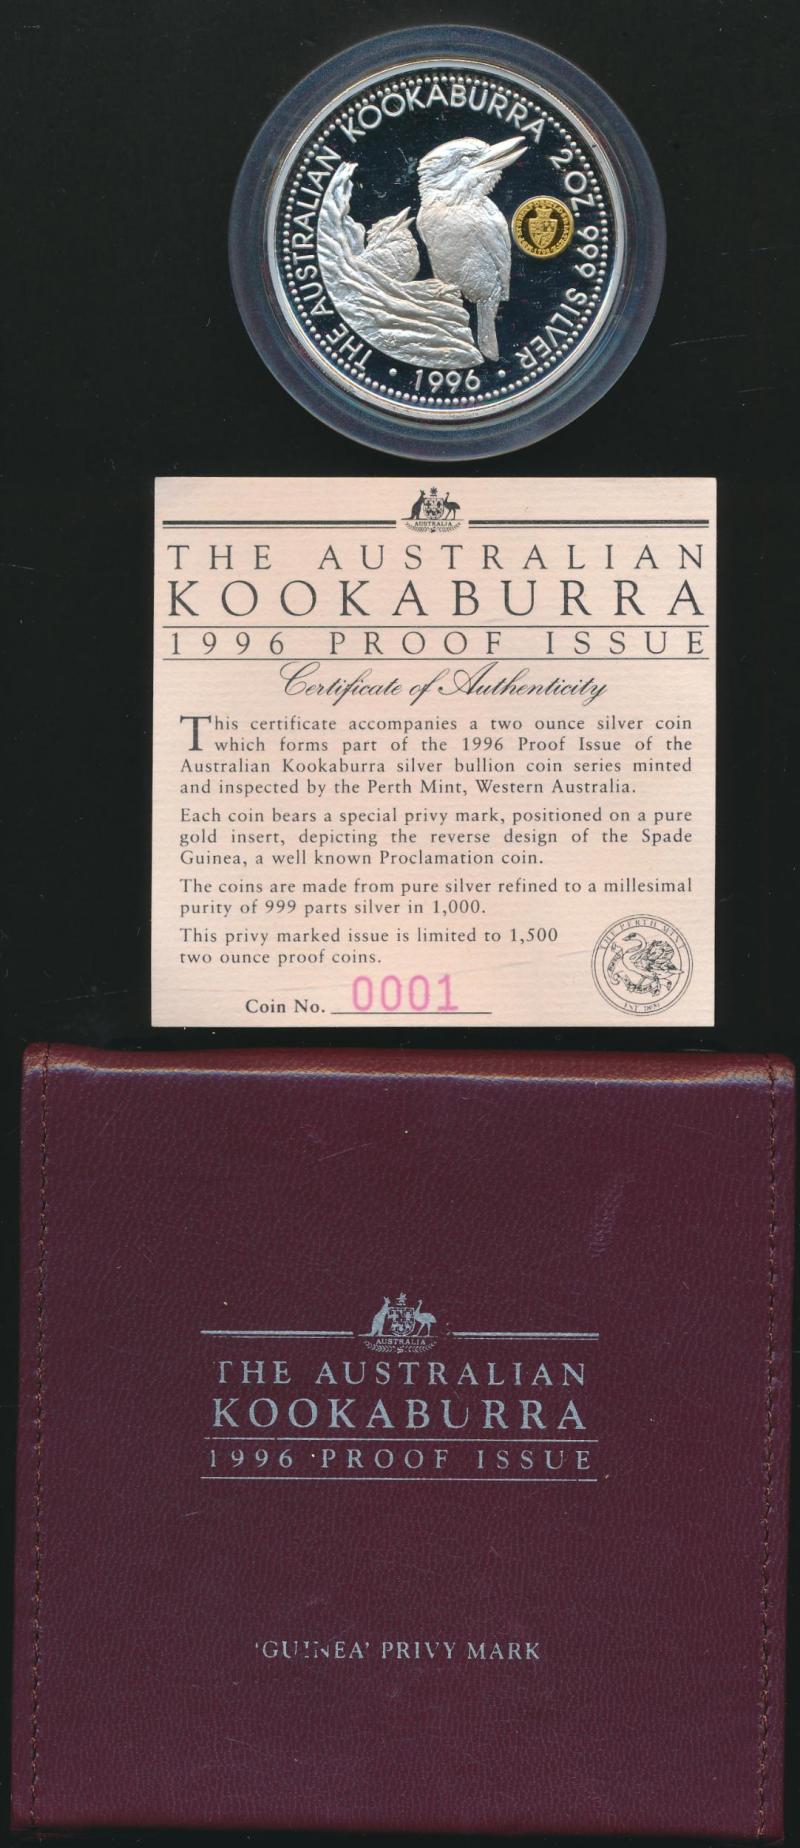 THE AUSTRALIAN KOOKABURRA 2 OZ. 999 SILVER
• 1996 •
AUSTRALIA
THE AUSTRALIAN
KOOKABURRA
1996 PROOF ISSUE
Certificate of Authenticity
This certificate accompanies a two ounce silver coin
which forms part of the 1996 Proof Issue of the
Australian Kookaburra silver bullion coin series minted
and inspected by the Perth Mint, Western Australia.
Each coin bears a special privy mark, positioned on a pure
gold insert, depicting the reverse design of the Spade
Guinea, a well known Proclamation coin.
The coins are made from pure silver refined to a millesimal
purity of 999 parts silver in 1,000.
This privy marked issue is limited to 1,500
two ounce proof coins.
Coin No. 0001
THE PERTH MINT
EST. 1899
AUSTRALIA
THE AUSTRALIAN
KOOKABURRA
1996 PROOF ISSUE
'GUINEA' PRIVY MARK